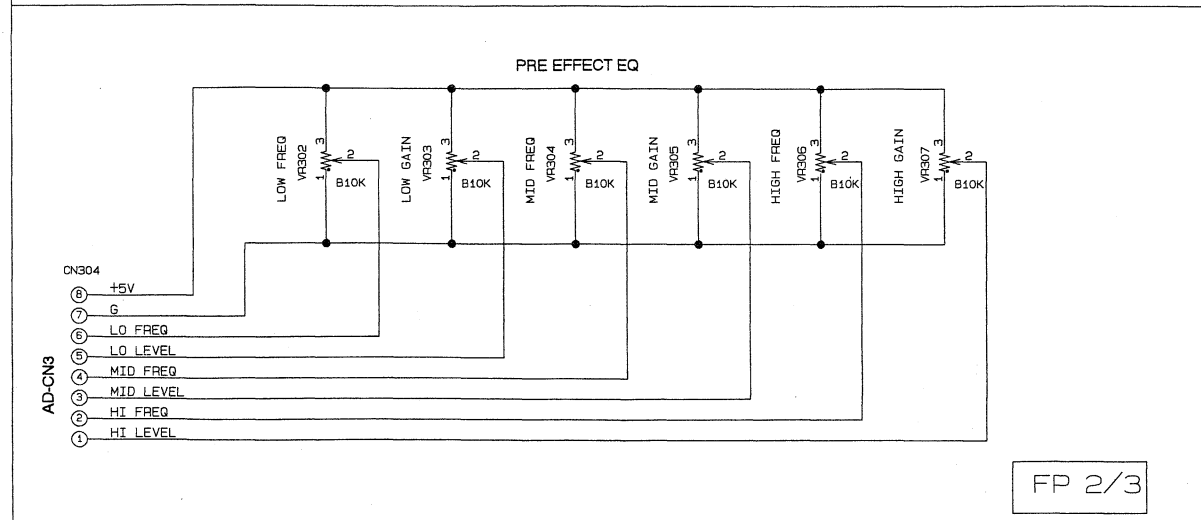 PRE EFFECT EQ
LOW FREQ
VR302
3
2
1
B10K
LOW GAIN
VR303
3
2
1
B10K
MID FREQ
VR304
3
2
1
B10K
MID GAIN
VR305
3
2
1
B10K
HIGH FREQ
VR306
3
2
1
B10K
HIGH GAIN
VR307
3
2
1
B10K
CN304
AD-CN3
8 +5V
7 G
6 LO FREQ
5 LO LEVEL
4 MID FREQ
3 MID LEVEL
2 HI FREQ
1 HI LEVEL
FP 2/3